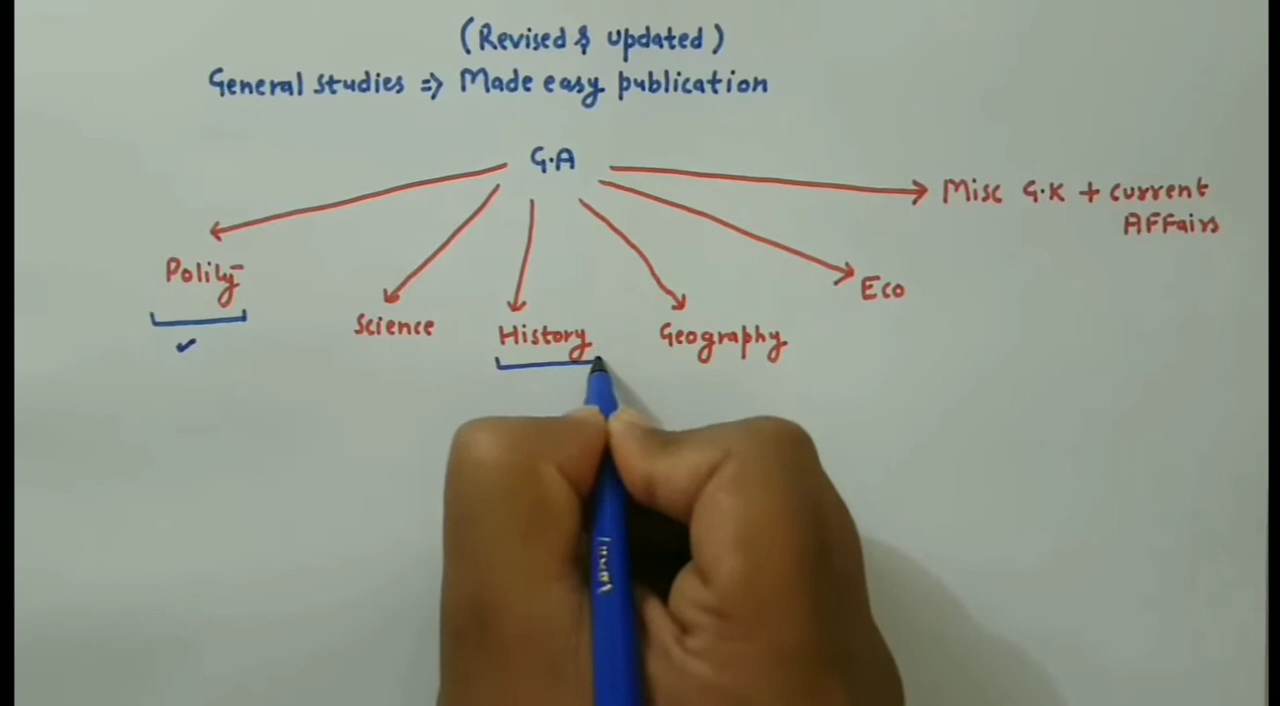 (Revised & updated)
General studies => Made easy publication
G.A
Misc G.K + current
Affairs
Polity
Eco
Science
History
Geography